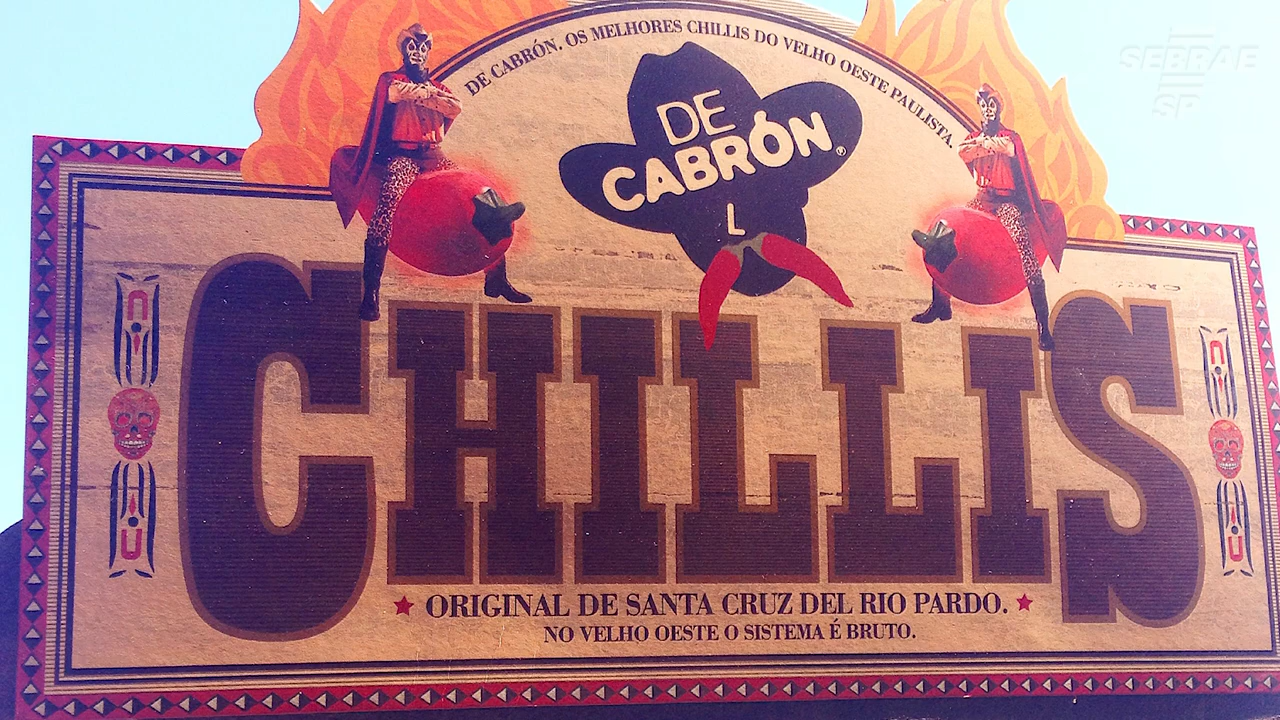 SEBRAE
SP
DE CABRÓN. OS MELHORES CHILLIS DO VELHO OESTE PAULISTA.
DE
CABRÓN®
CHILLIS
ORIGINAL DE SANTA CRUZ DEL RIO PARDO.
NO VELHO OESTE O SISTEMA É BRUTO.